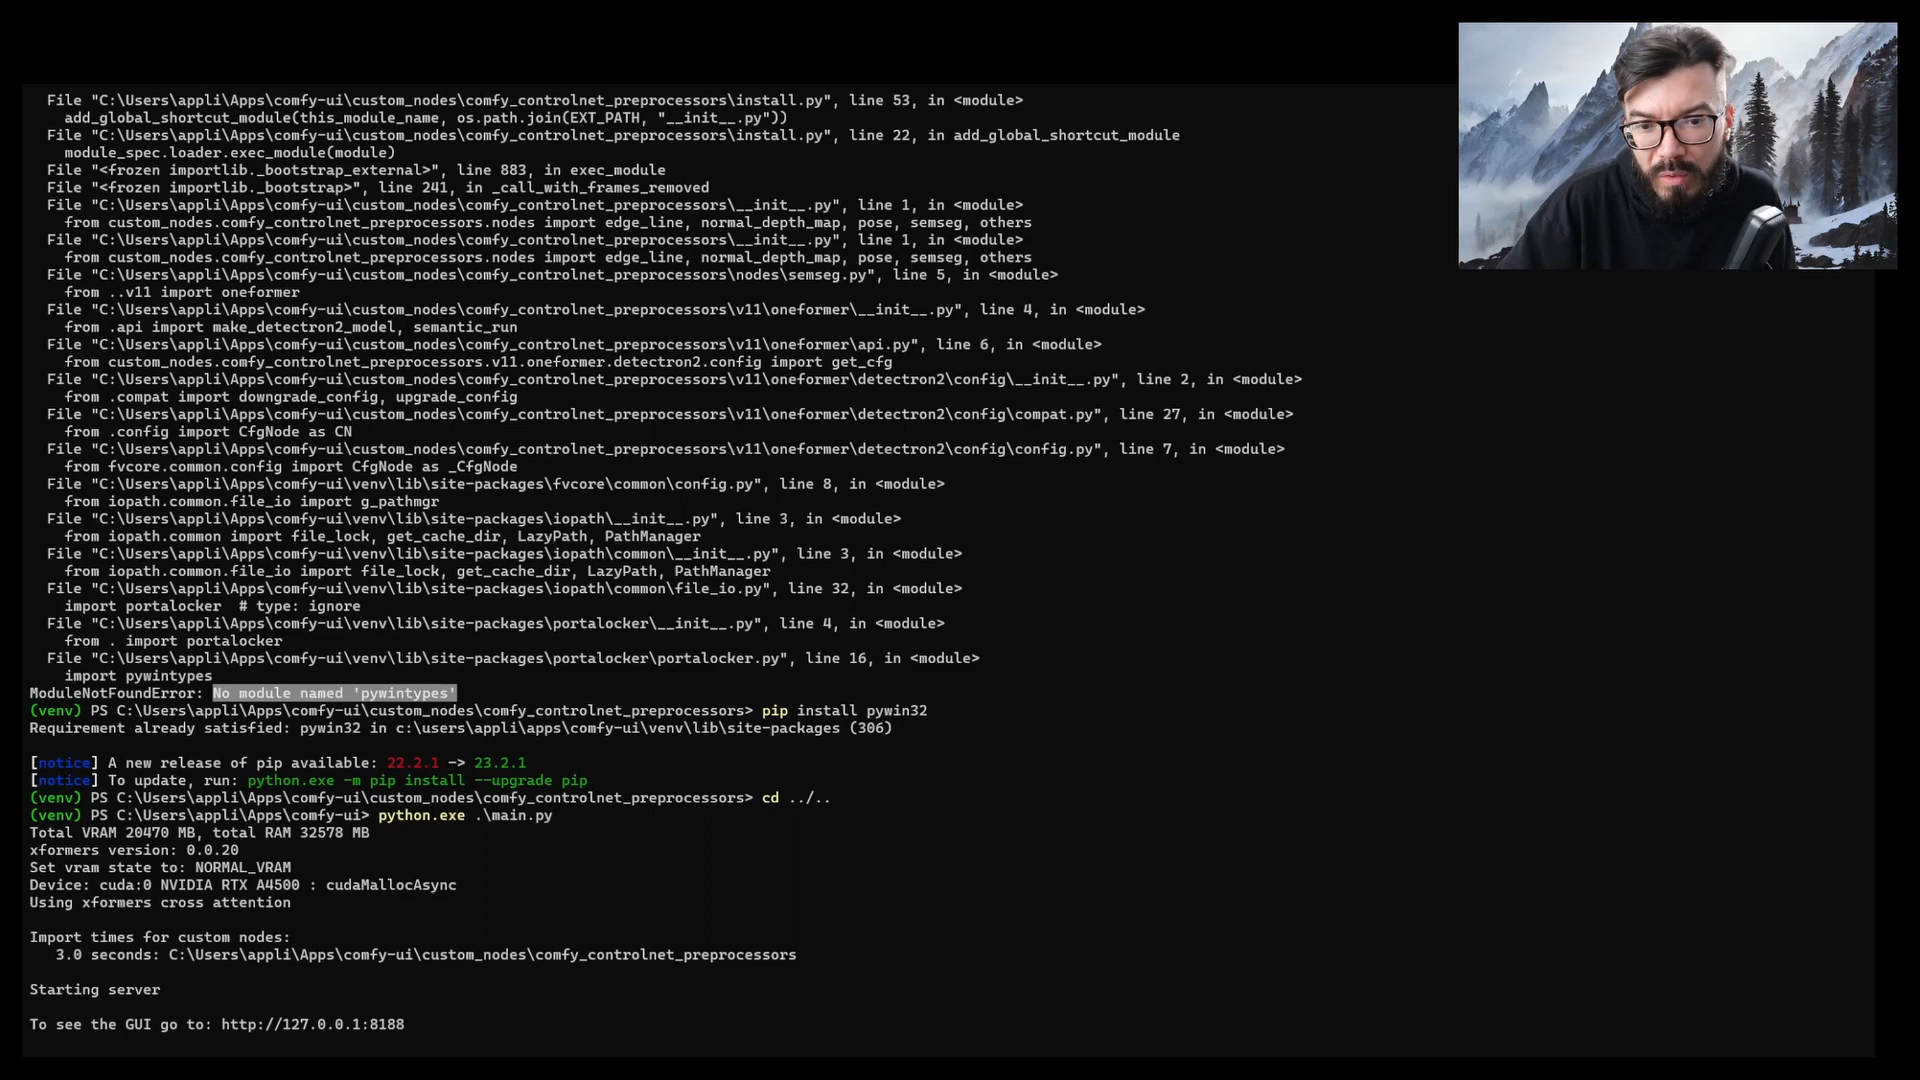 File "C:\Users\appli\Apps\comfy-ui\custom_nodes\comfy_controlnet_preprocessors\install.py", line 53, in <module>
add_global_shortcut_module(this_module_name, os.path.join(EXT_PATH, "__init__.py"))
File "C:\Users\appli\Apps\comfy-ui\custom_nodes\comfy_controlnet_preprocessors\install.py", line 22, in add_global_shortcut_module
module_spec.loader.exec_module(module)
File "<frozen importlib._bootstrap_external>", line 883, in exec_module
File "<frozen importlib._bootstrap>", line 241, in _call_with_frames_removed
File "C:\Users\appli\Apps\comfy-ui\custom_nodes\comfy_controlnet_preprocessors\__init__.py", line 1, in <module>
from custom_nodes.comfy_controlnet_preprocessors.nodes import edge_line, normal_depth_map, pose, semseg, others
File "C:\Users\appli\Apps\comfy-ui\custom_nodes\comfy_controlnet_preprocessors\__init__.py", line 1, in <module>
from custom_nodes.comfy_controlnet_preprocessors.nodes import edge_line, normal_depth_map, pose, semseg, others
File "C:\Users\appli\Apps\comfy-ui\custom_nodes\comfy_controlnet_preprocessors\nodes\semseg.py", line 5, in <module>
from ..v11 import oneformer
File "C:\Users\appli\Apps\comfy-ui\custom_nodes\comfy_controlnet_preprocessors\v11\oneformer\__init__.py", line 4, in <module>
from .api import make_detectron2_model, semantic_run
File "C:\Users\appli\Apps\comfy-ui\custom_nodes\comfy_controlnet_preprocessors\v11\oneformer\api.py", line 6, in <module>
from custom_nodes.comfy_controlnet_preprocessors.v11.oneformer.detectron2.config import get_cfg
File "C:\Users\appli\Apps\comfy-ui\custom_nodes\comfy_controlnet_preprocessors\v11\oneformer\detectron2\config\__init__.py", line 2, in <module>
from .compat import downgrade_config, upgrade_config
File "C:\Users\appli\Apps\comfy-ui\custom_nodes\comfy_controlnet_preprocessors\v11\oneformer\detectron2\config\compat.py", line 27, in <module>
from .config import CfgNode as CN
File "C:\Users\appli\Apps\comfy-ui\custom_nodes\comfy_controlnet_preprocessors\v11\oneformer\detectron2\config\config.py", line 7, in <module>
from fvcore.common.config import CfgNode as _CfgNode
File "C:\Users\appli\Apps\comfy-ui\venv\lib\site-packages\fvcore\common\config.py", line 8, in <module>
from iopath.common.file_io import g_pathmgr
File "C:\Users\appli\Apps\comfy-ui\venv\lib\site-packages\iopath\__init__.py", line 3, in <module>
from iopath.common import file_lock, get_cache_dir, LazyPath, PathManager
File "C:\Users\appli\Apps\comfy-ui\venv\lib\site-packages\iopath\common\__init__.py", line 3, in <module>
from iopath.common.file_io import file_lock, get_cache_dir, LazyPath, PathManager
File "C:\Users\appli\Apps\comfy-ui\venv\lib\site-packages\iopath\common\file_io.py", line 32, in <module>
import portalocker  # type: ignore
File "C:\Users\appli\Apps\comfy-ui\venv\lib\site-packages\portalocker\__init__.py", line 4, in <module>
from . import portalocker
File "C:\Users\appli\Apps\comfy-ui\venv\lib\site-packages\portalocker\portalocker.py", line 16, in <module>
import pywintypes
ModuleNotFoundError: No module named 'pywintypes'
(venv) PS C:\Users\appli\Apps\comfy-ui\custom_nodes\comfy_controlnet_preprocessors> pip install pywin32
Requirement already satisfied: pywin32 in c:\users\appli\apps\comfy-ui\venv\lib\site-packages (306)
[notice] A new release of pip available: 22.2.1 -> 23.2.1
[notice] To update, run: python.exe -m pip install --upgrade pip
(venv) PS C:\Users\appli\Apps\comfy-ui\custom_nodes\comfy_controlnet_preprocessors> cd ../..
(venv) PS C:\Users\appli\Apps\comfy-ui> python.exe .\main.py
Total VRAM 20470 MB, total RAM 32578 MB
xformers version: 0.0.20
Set vram state to: NORMAL_VRAM
Device: cuda:0 NVIDIA RTX A4500 : cudaMallocAsync
Using xformers cross attention
Import times for custom nodes:
3.0 seconds: C:\Users\appli\Apps\comfy-ui\custom_nodes\comfy_controlnet_preprocessors
Starting server
To see the GUI go to: http://127.0.0.1:8188